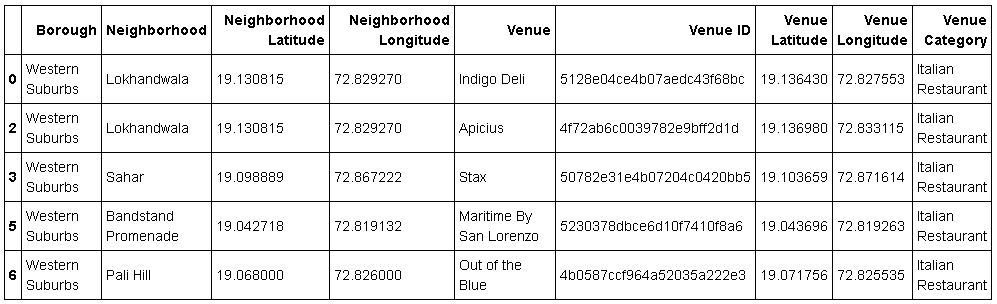 Borough Neighborhood Neighborhood Latitude Neighborhood Longitude Venue Venue ID Venue Latitude Venue Longitude Venue Category
0 Western Suburbs Lokhandwala 19.130815 72.829270 Indigo Deli 5128e04ce4b07aedc43f68bc 19.136430 72.827553 Italian Restaurant
2 Western Suburbs Lokhandwala 19.130815 72.829270 Apicius 4f72ab6c0039782e9bff2d1d 19.136980 72.833115 Italian Restaurant
3 Western Suburbs Sahar 19.098889 72.867222 Stax 50782e31e4b07204c0420bb5 19.103659 72.871614 Italian Restaurant
5 Western Suburbs Bandstand Promenade 19.042718 72.819132 Maritime By San Lorenzo 5230378dbce6d10f7410f8a6 19.043696 72.819263 Italian Restaurant
6 Western Suburbs Pali Hill 19.068000 72.826000 Out of the Blue 4b0587ccf964a52035a222e3 19.071756 72.825535 Italian Restaurant